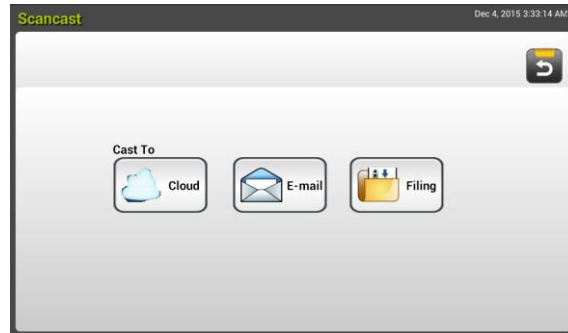 Scancast
Dec 4, 2015 3:33:14 AM
Cast To
Cloud
E-mail
Filing